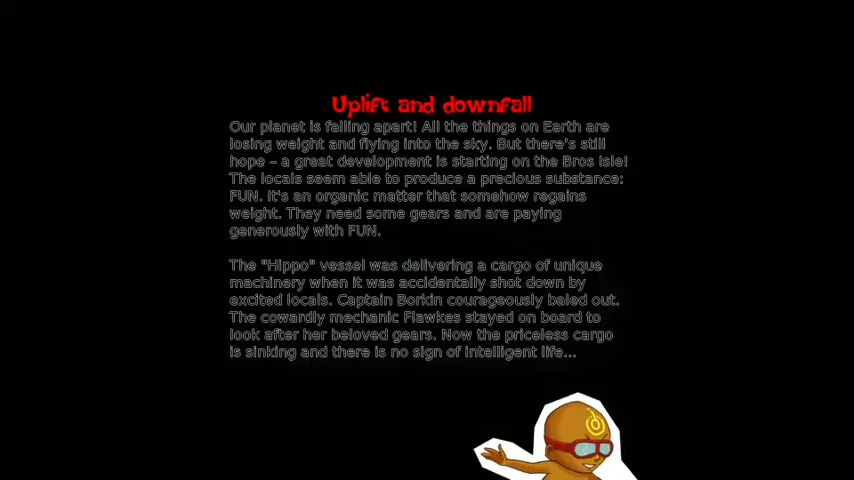 Uplift and downfall
Our planet is falling apart! All the things on Earth are
losing weight and flying into the sky. But there's still
hope – a great development is starting on the Bros Isle!
The locals seem able to produce a precious substance:
FUN. It's an organic matter that somehow regains
weight. They need some gears and are paying
generously with FUN.
The "Hippo" vessel was delivering a cargo of unique
machinery when it was accidentally shot down by
excited locals. Captain Borkin courageously baled out.
The cowardly mechanic Flawkes stayed on board to
look after her beloved gears. Now the priceless cargo
is sinking and there is no sign of intelligent life...